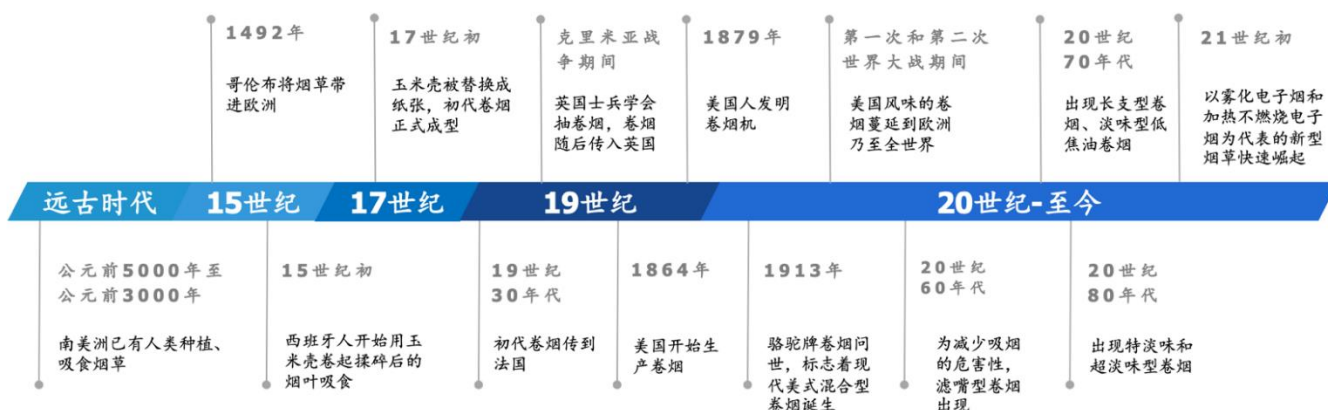 1492年
哥伦布将烟草带
进欧洲
17世纪初
玉米壳被替换成
纸张，初代卷烟
正式成型
克里米亚战
争期间
英国士兵学会
抽卷烟，卷烟
随后传入英国
1879年
美国人发明
卷烟机
第一次和第二次
世界大战期间
美国风味的卷
烟蔓延到欧洲
乃至全世界
20世纪
70年代
出现长支型卷
烟、淡味型低
焦油卷烟
21世纪初
以雾化电子烟和
加热不燃烧电子
烟为代表的新型
烟草快速崛起
远古时代
15世纪
17世纪
19世纪
20世纪-至今
公元前5000年至
公元前3000年
南美洲已有人类种植、
吸食烟草
15世纪初
西班牙人开始用玉
米壳卷起揉碎后的
烟叶吸食
19世纪
30年代
初代卷烟传到
法国
1864年
美国开始生
产卷烟
1913年
骆驼牌卷烟问
世，标志着现
代美式混合型
卷烟诞生
20世纪
60年代
为减少吸烟
的危害性，
滤嘴型卷烟
出现
20世纪
80年代
出现特淡味和
超淡味型卷烟